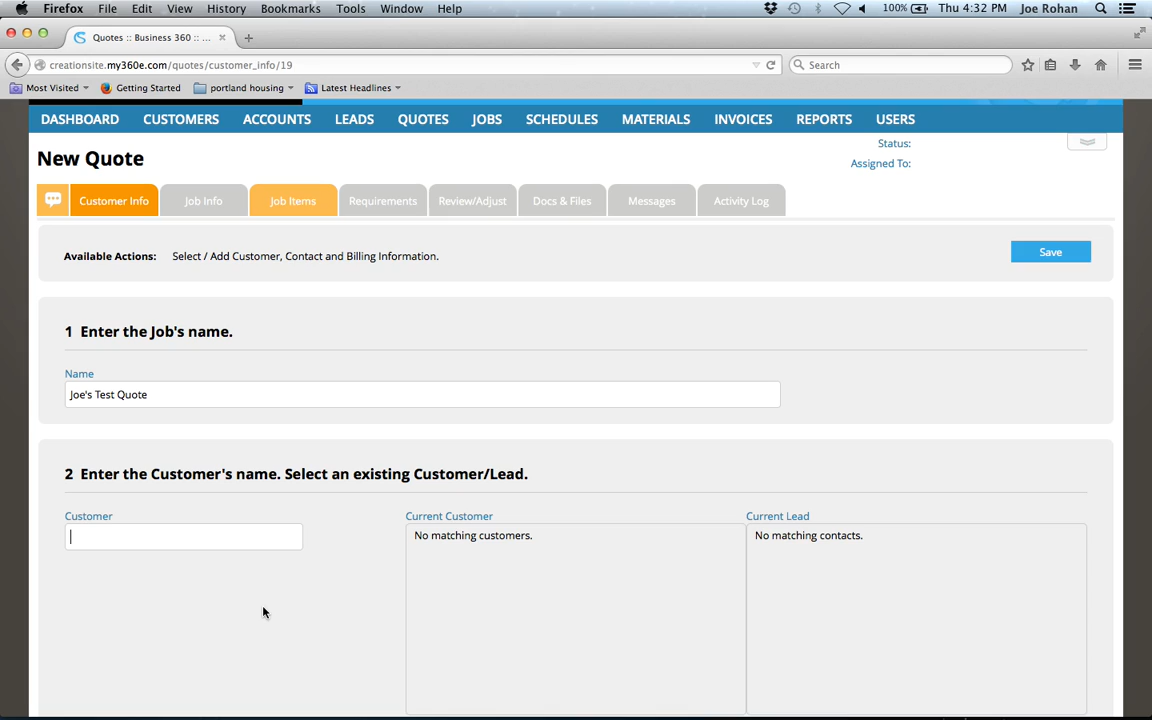 Firefox File Edit View History Bookmarks Tools Window Help 100% Thu 4:32 PM Joe Rohan
Quotes :: Business 360 :: ...
creationsite.my360e.com/quotes/customer_info/19 Search
Most Visited Getting Started portland housing Latest Headlines
DASHBOARD CUSTOMERS ACCOUNTS LEADS QUOTES JOBS SCHEDULES MATERIALS INVOICES REPORTS USERS
Status:
New Quote
Assigned To:
Customer Info Job Info Job Items Requirements Review/Adjust Docs & Files Messages Activity Log
Available Actions: Select / Add Customer, Contact and Billing Information. Save
1 Enter the Job's name.
Name
Joe's Test Quote
2 Enter the Customer's name. Select an existing Customer/Lead.
Customer Current Customer Current Lead
No matching customers. No matching contacts.